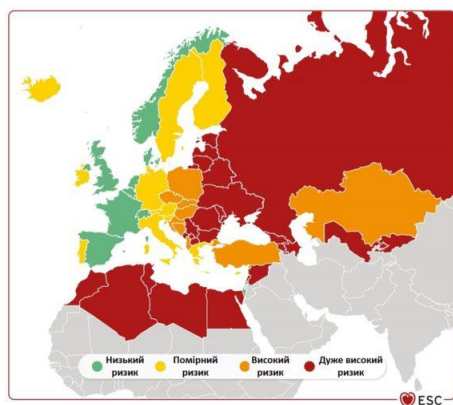 Низький
ризик
Помірний
ризик
Високий
ризик
Дуже високий
ризик
ESC